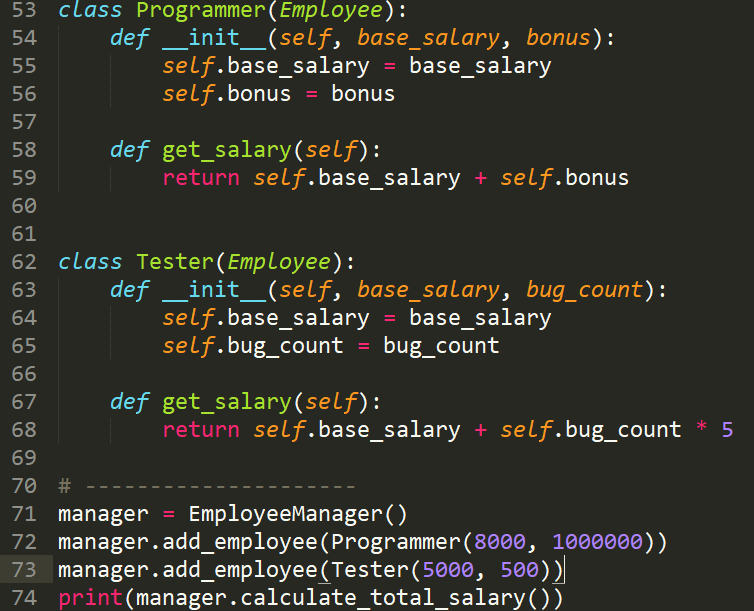 53 class Programmer(Employee):
54     def __init__(self, base_salary, bonus):
55         self.base_salary = base_salary
56         self.bonus = bonus
57
58     def get_salary(self):
59         return self.base_salary + self.bonus
60
61
62 class Tester(Employee):
63     def __init__(self, base_salary, bug_count):
64         self.base_salary = base_salary
65         self.bug_count = bug_count
66
67     def get_salary(self):
68         return self.base_salary + self.bug_count * 5
69
70 # ---------------------
71 manager = EmployeeManager()
72 manager.add_employee(Programmer(8000, 1000000))
73 manager.add_employee(Tester(5000, 500))
74 print(manager.calculate_total_salary())